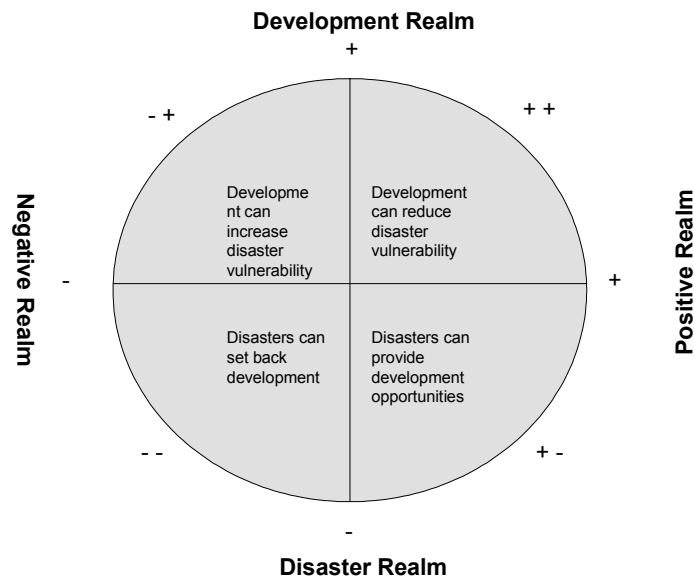 Development Realm
+
- +
+ +
Developme
nt can
increase
disaster
vulnerability
Development
can reduce
disaster
vulnerability
Negative Realm
-
+
Positive Realm
Disasters can
set back
development
Disasters can
provide
development
opportunities
- -
+ -
-
Disaster Realm